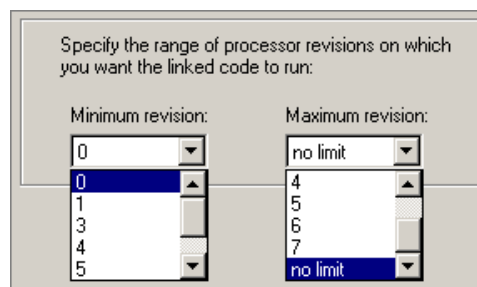 Specify the range of processor revisions on which
you want the linked code to run:
Minimum revision:
Maximum revision:
0
no limit
0
1
3
4
5
4
5
6
7
no limit